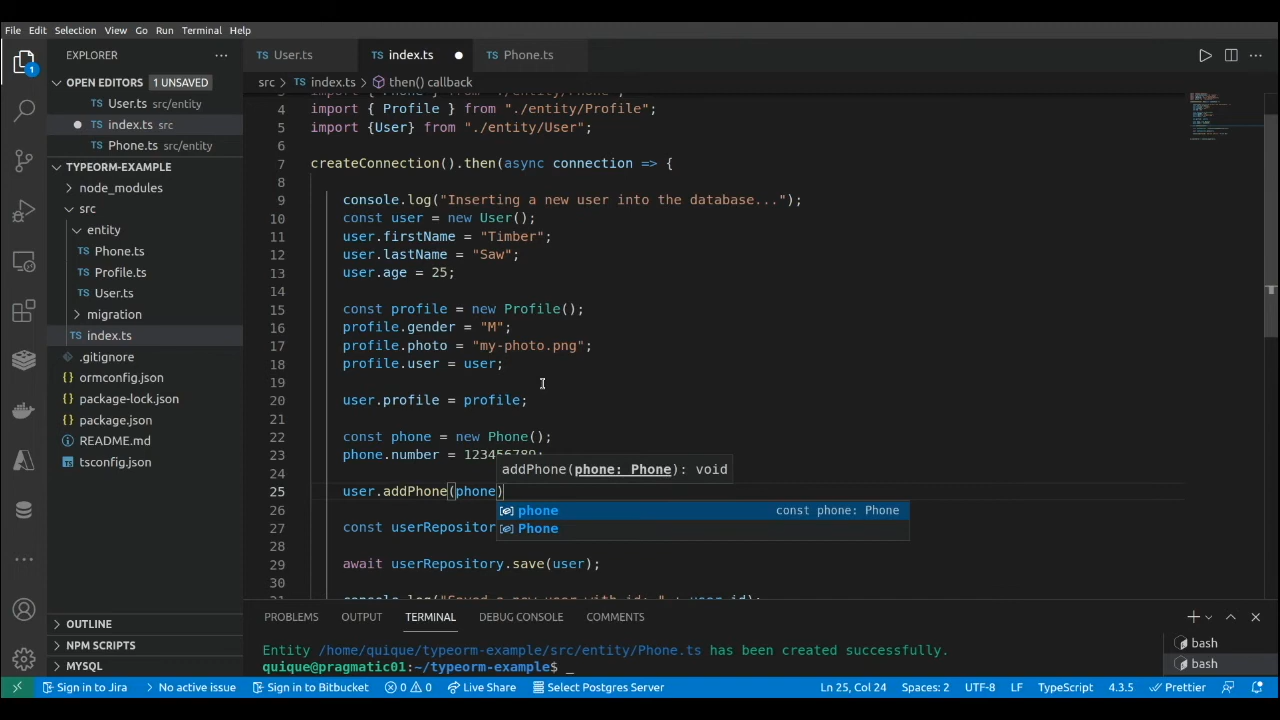 File Edit Selection View Go Run Terminal Help
EXPLORER
OPEN EDITORS 1 UNSAVED
TS User.ts src/entity
TS index.ts src
TS Phone.ts src/entity
TYPEORM-EXAMPLE
node_modules
src
entity
TS Phone.ts
TS Profile.ts
TS User.ts
migration
TS index.ts
.gitignore
{} ormconfig.json
{} package-lock.json
{} package.json
README.md
tsconfig.json
OUTLINE
NPM SCRIPTS
MYSQL
1
TS User.ts TS index.ts TS Phone.ts
src > TS index.ts > then() callback
4 import { Profile } from "./entity/Profile";
5 import {User} from "./entity/User";
6
7 createConnection().then(async connection => {
8
9 console.log("Inserting a new user into the database...");
10 const user = new User();
11 user.firstName = "Timber";
12 user.lastName = "Saw";
13 user.age = 25;
14
15 const profile = new Profile();
16 profile.gender = "M";
17 profile.photo = "my-photo.png";
18 profile.user = user;
19
20 user.profile = profile;
21
22 const phone = new Phone();
23 phone.number = 123456789;
24
addPhone(phone: Phone): void
25 user.addPhone(phone)
26 phone const phone: Phone
27 const userRepositor Phone
28
29 await userRepository.save(user);
30
console.log("Saved a new user with id: " + user.id);
PROBLEMS OUTPUT TERMINAL DEBUG CONSOLE COMMENTS
Entity /home/quique/typeorm-example/src/entity/Phone.ts has been created successfully.
quique@pragmatic01:~/typeorm-example$ _
bash
bash
Sign in to Jira No active issue Sign in to Bitbucket 0 0 Live Share Select Postgres Server Ln 25, Col 24 Spaces: 2 UTF-8 LF TypeScript 4.3.5 Prettier